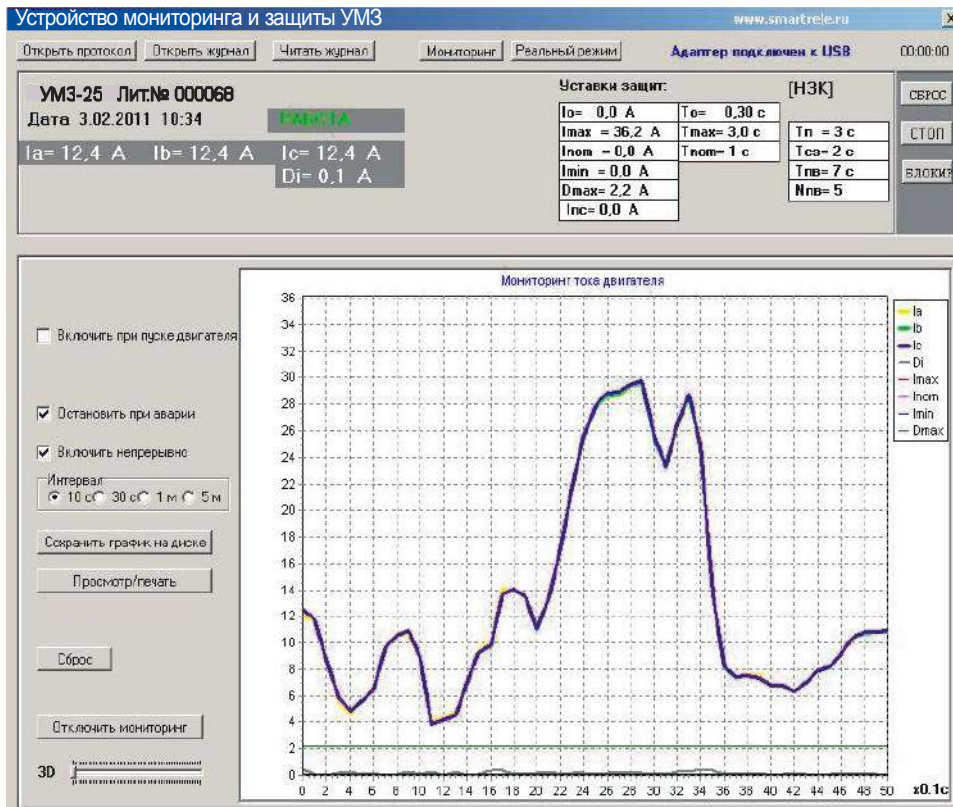 Устройство мониторинга и защиты УМЗ
www.smartrele.ru
Открыть протокол Открыть журнал Читать журнал Мониторинг Реальный режим Адаптер подключен к USB 00:00:00
УМЗ-25 Лит.№ 000068
Дата 3.02.2011 10:34
РАБОТА
Ia= 12,4 A Ib= 12,4 A Ic= 12,4 A
Di= 0,1 A
Уставки защит: [НЗК]
Io= 0,0 A To= 0,30 с
Imax = 36,2 A Tmax= 3,0 с Тп = 3 с
Inom = 0,0 A Tnom= 1 с Тсз= 2 с
Imin = 0,0 A Тпв= 7 с
Dmax= 2,2 A Nпв= 5
Inc= 0,0 A
СБРОС
СТОП
БЛОКИР
Мониторинг тока двигателя
Включить при пуске двигателя
Остановить при аварии
Включить непрерывно
Интервал
10 с 30 с 1 м 5 м
Сохранить график на диске
Просмотр/печать
Сброс
Отключить мониторинг
3D
36
34
32
30
28
26
24
22
20
18
16
14
12
10
8
6
4
2
0
0 2 4 6 8 10 12 14 16 18 20 22 24 26 28 30 32 34 36 38 40 42 44 46 48 50 x0.1с
Ia
Ib
Ic
Di
Imax
Inom
Imin
Dmax